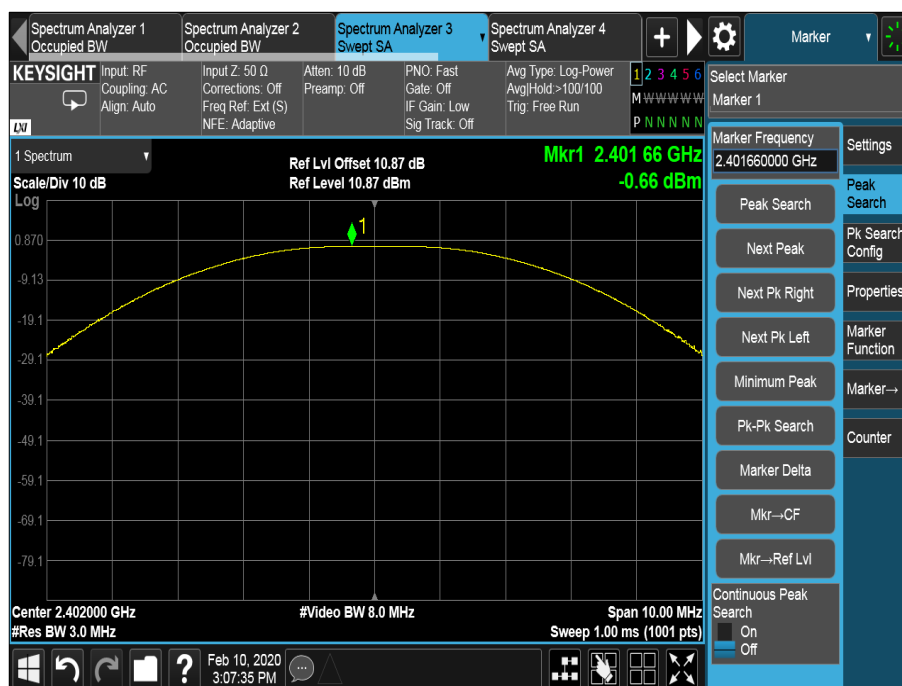 Spectrum Analyzer 1
Occupied BW
Spectrum Analyzer 2
Occupied BW
Spectrum Analyzer 3
Swept SA
Spectrum Analyzer 4
Swept SA
+
Marker
KEYSIGHT
LXI
Input: RF
Coupling: AC
Align: Auto
Input Z: 50 Ω
Corrections: Off
Freq Ref: Ext (S)
NFE: Adaptive
Atten: 10 dB
Preamp: Off
PNO: Fast
Gate: Off
IF Gain: Low
Sig Track: Off
Avg Type: Log-Power
Avg|Hold:>100/100
Trig: Free Run
1 2 3 4 5 6
M W W W W W
P N N N N N
Select Marker
Marker 1
1 Spectrum
Scale/Div 10 dB
Log
Ref Lvl Offset 10.87 dB
Ref Level 10.87 dBm
Mkr1 2.401 66 GHz
-0.66 dBm
1
0.870
-9.13
-19.1
-29.1
-39.1
-49.1
-59.1
-69.1
-79.1
Center 2.402000 GHz
#Res BW 3.0 MHz
#Video BW 8.0 MHz
Span 10.00 MHz
Sweep 1.00 ms (1001 pts)
Marker Frequency
2.401660000 GHz
Peak Search
Next Peak
Next Pk Right
Next Pk Left
Minimum Peak
Pk-Pk Search
Marker Delta
Mkr→CF
Mkr→Ref Lvl
Continuous Peak
Search
On
Off
Settings
Peak
Search
Pk Search
Config
Properties
Marker
Function
Marker→
Counter
?
Feb 10, 2020
3:07:35 PM